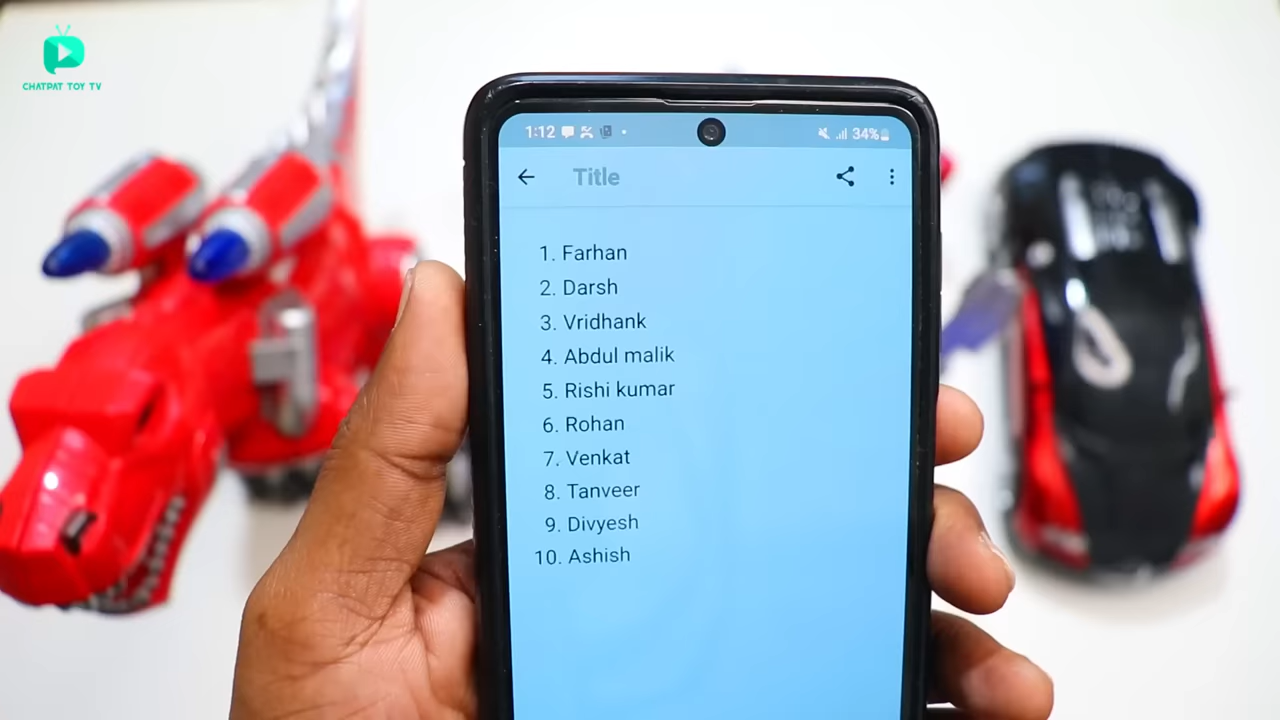 CHATPAT TOY TV
1:12 34%
Title
1. Farhan
2. Darsh
3. Vridhank
4. Abdul malik
5. Rishi kumar
6. Rohan
7. Venkat
8. Tanveer
9. Divyesh
10. Ashish